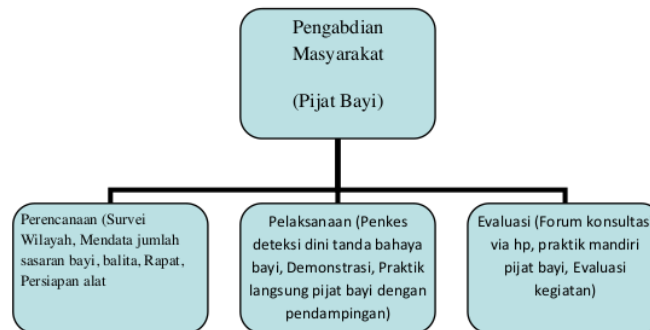 Pengabdian
Masyarakat
(Pijat Bayi)
Perencanaan (Survei
Wilayah, Mendata jumlah
sasaran bayi, balita, Rapat,
Persiapan alat
Pelaksanaan (Penkes
deteksi dini tanda bahaya
bayi, Demonstrasi, Praktik
langsung pijat bayi dengan
pendampingan)
Evaluasi (Forum konsultas
via hp, praktik mandiri
pijat bayi, Evaluasi
kegiatan)